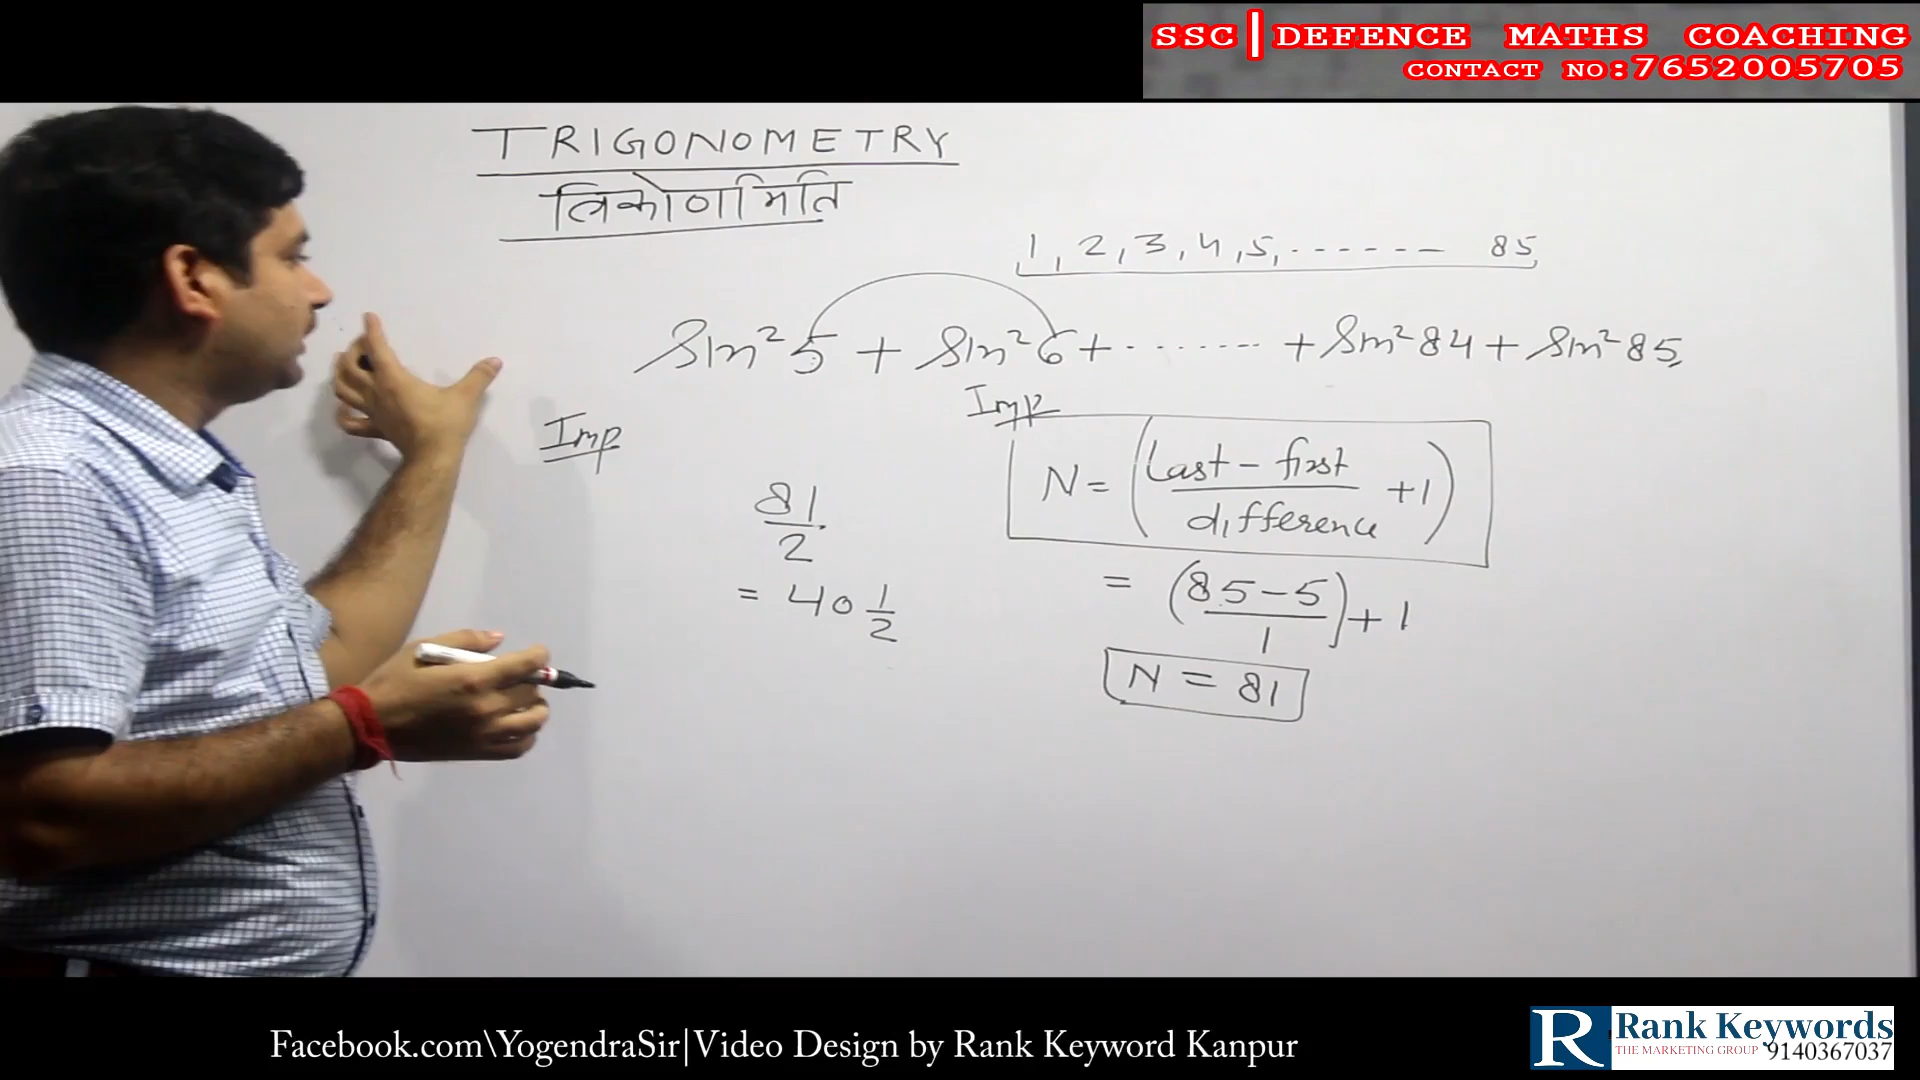 SSC|DEFENCE MATHS COACHING
CONTACT NO:7652005705
TRIGONOMETRY
त्रिकोणमिति
1, 2, 3, 4, 5, ------- 85
Sin²5 + Sin²6 + ........ + Sin²84 + Sin²85
Imp
Imp
N = (Last - first / difference + 1)
81/2
= 40 1/2
= (85-5 / 1) + 1
N = 81
Facebook.com\YogendraSir|Video Design by Rank Keyword Kanpur
R Rank Keywords
THE MARKETING GROUP 9140367037